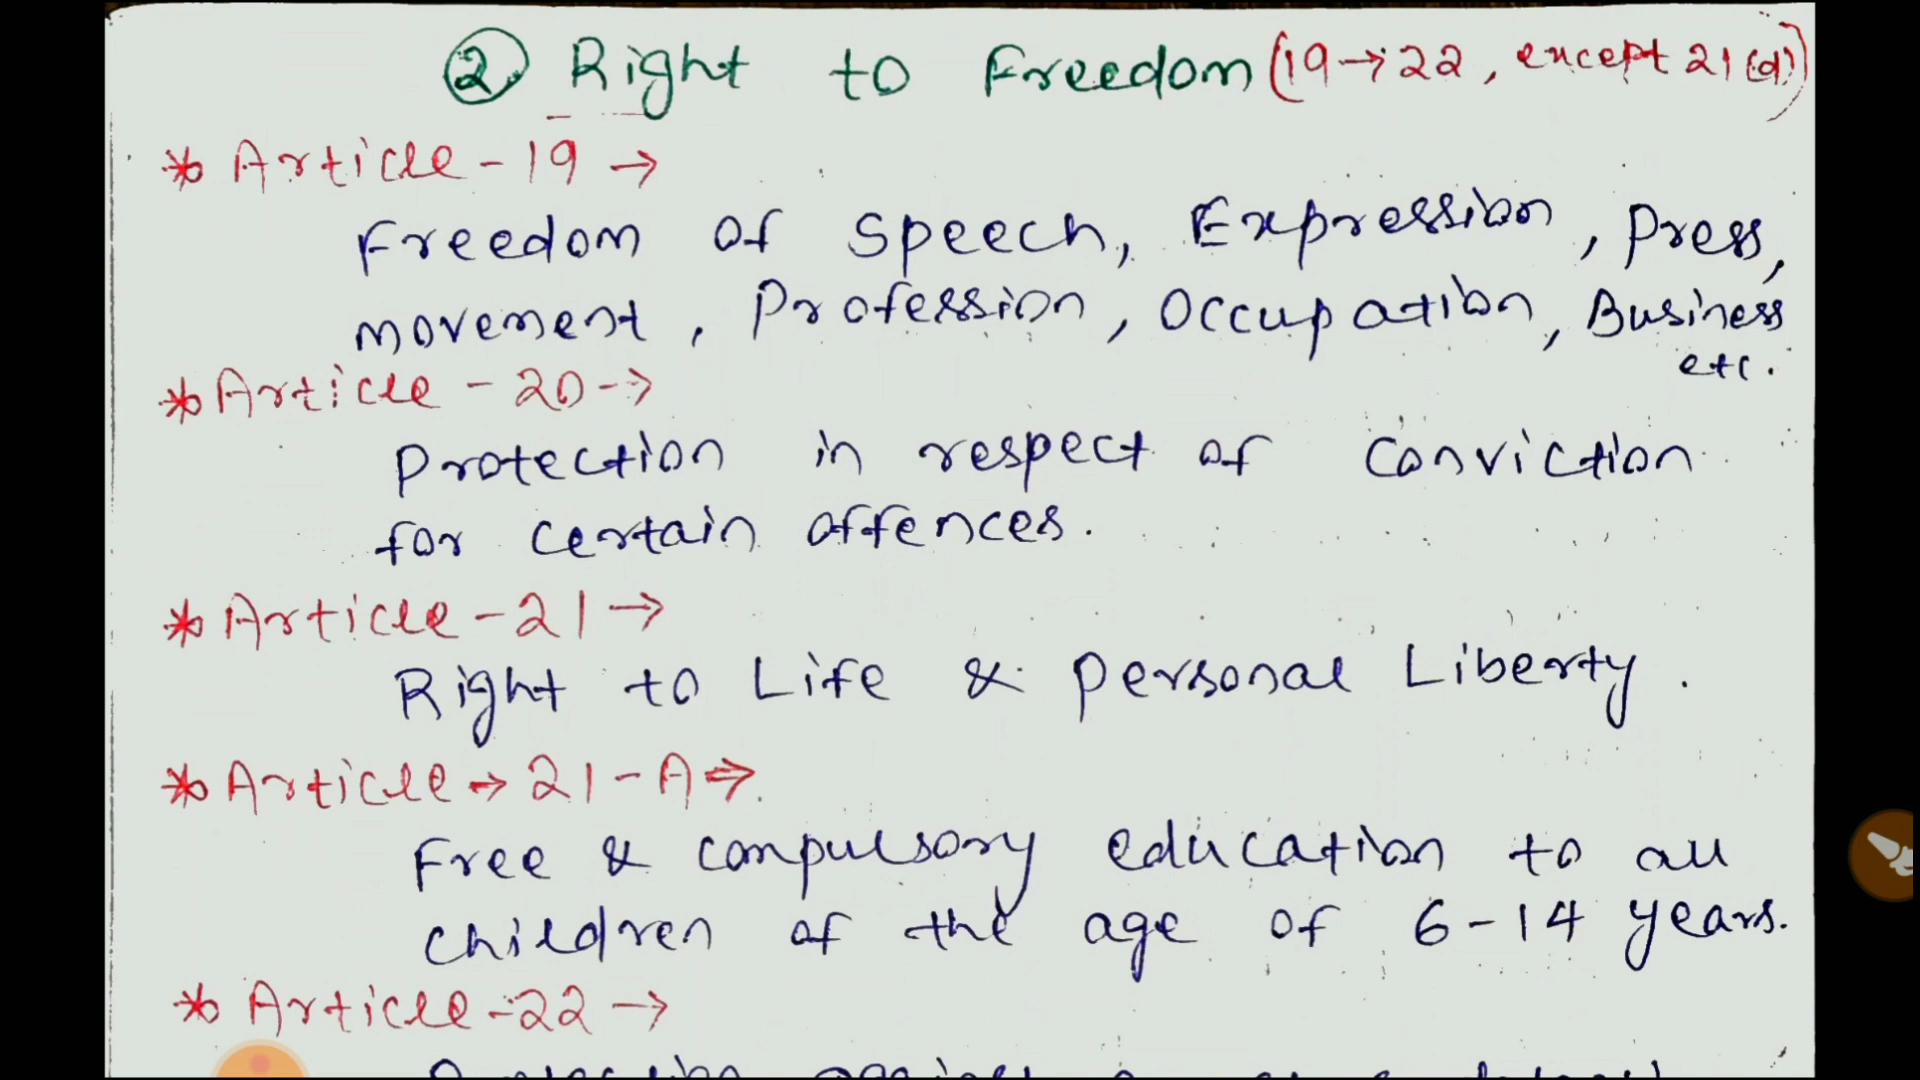 ② Right to Freedom (19→22, except 21(d))
* Article-19 →
Freedom of speech, Expression, Press,
movement, Profession, Occupation, Business
etc.
* Article - 20 →
Protection in respect of Conviction
for certain offences.
* Article - 21 →
Right to Life & Personal Liberty.
* Article → 21-A ⇒
Free & compulsory education to all
children of the age of 6-14 years.
* Article-22 →
Protection against